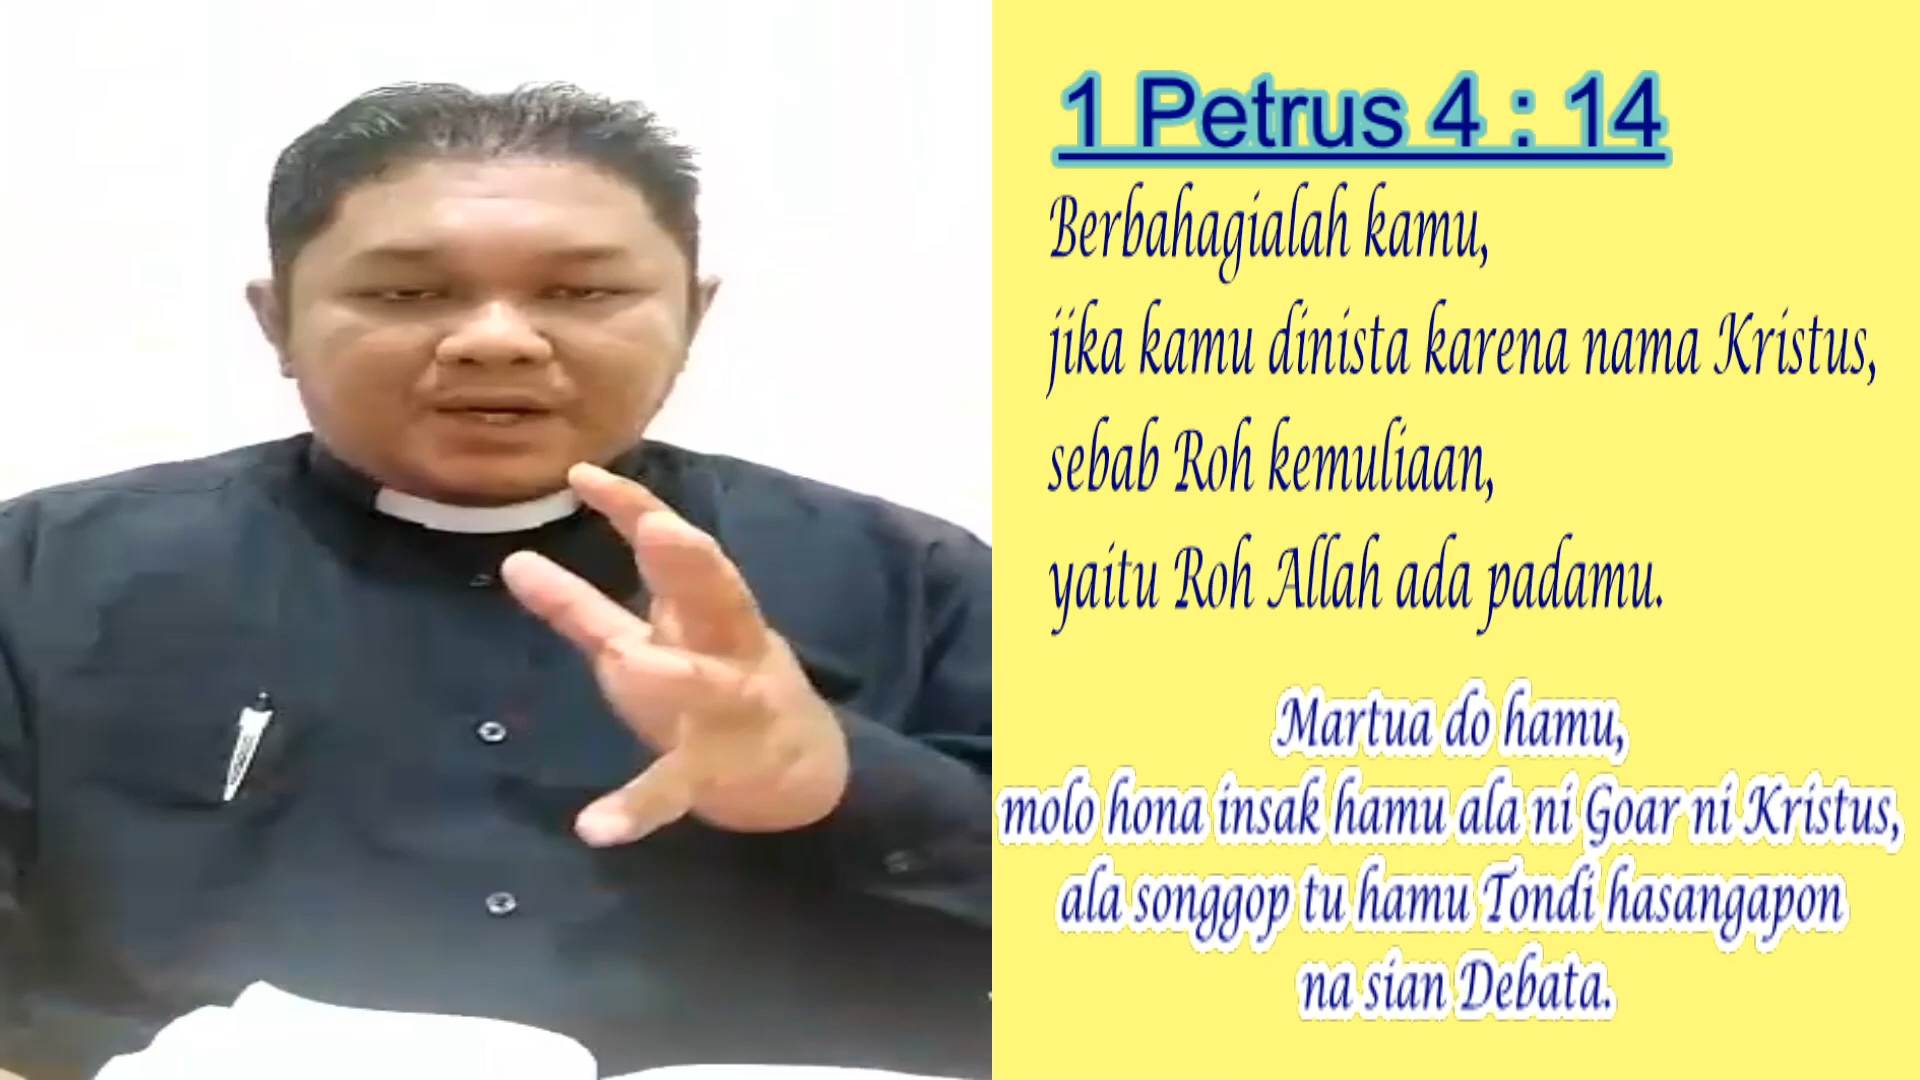 1 Petrus 4 : 14
Berbahagialah kamu,
jika kamu dinista karena nama Kristus,
sebab Roh kemuliaan,
yaitu Roh Allah ada padamu.
Martua do hamu,
molo hona insak hamu ala ni Goar ni Kristus,
ala songgop tu hamu Tondi hasangapon
na sian Debata.